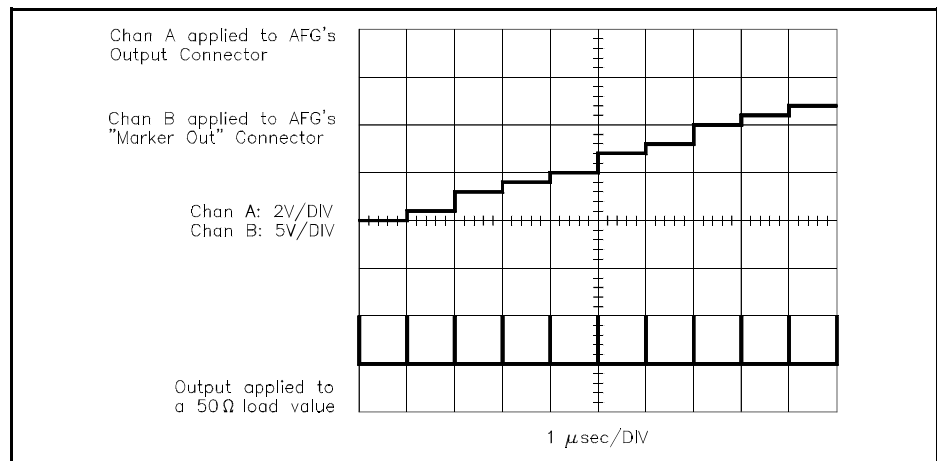 Chan A applied to AFG's
Output Connector
Chan B applied to AFG's
"Marker Out" Connector
Chan A: 2V/DIV
Chan B: 5V/DIV
Output applied to
a 50Ω load value
1 μsec/DIV